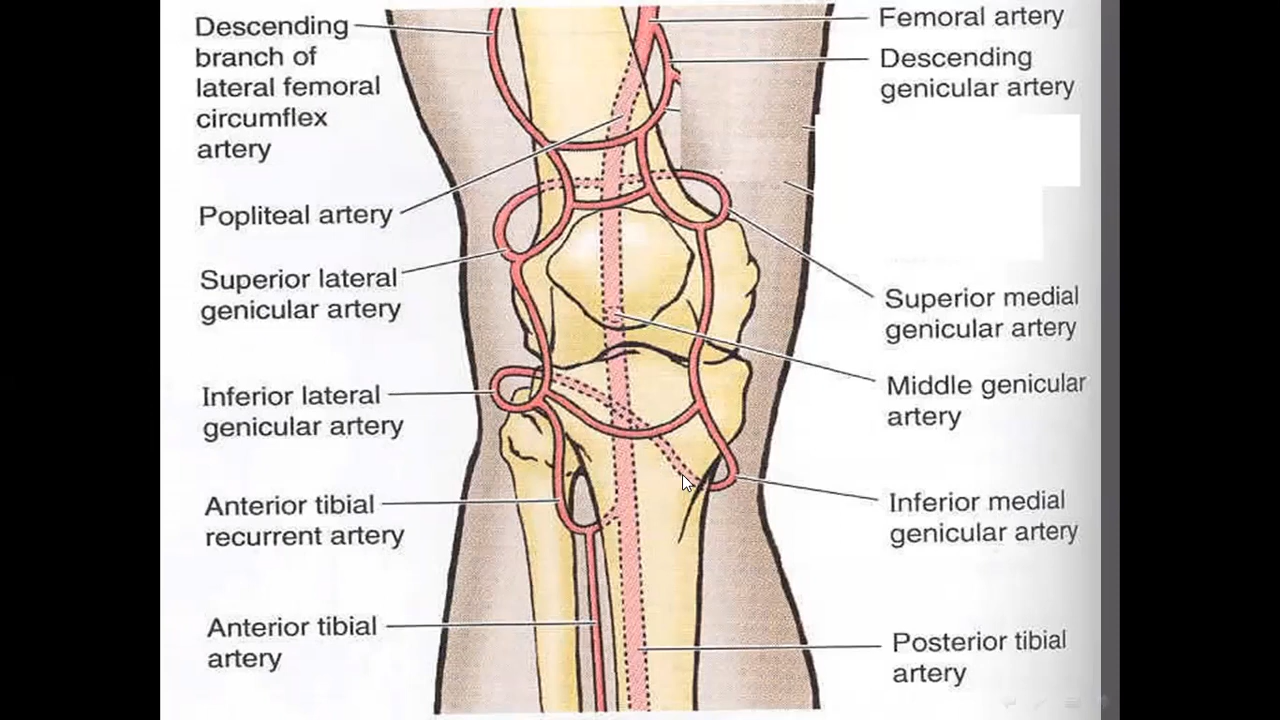 Descending
branch of
lateral femoral
circumflex
artery
Popliteal artery
Superior lateral
genicular artery
Inferior lateral
genicular artery
Anterior tibial
recurrent artery
Anterior tibial
artery
Femoral artery
Descending
genicular artery
Superior medial
genicular artery
Middle genicular
artery
Inferior medial
genicular artery
Posterior tibial
artery